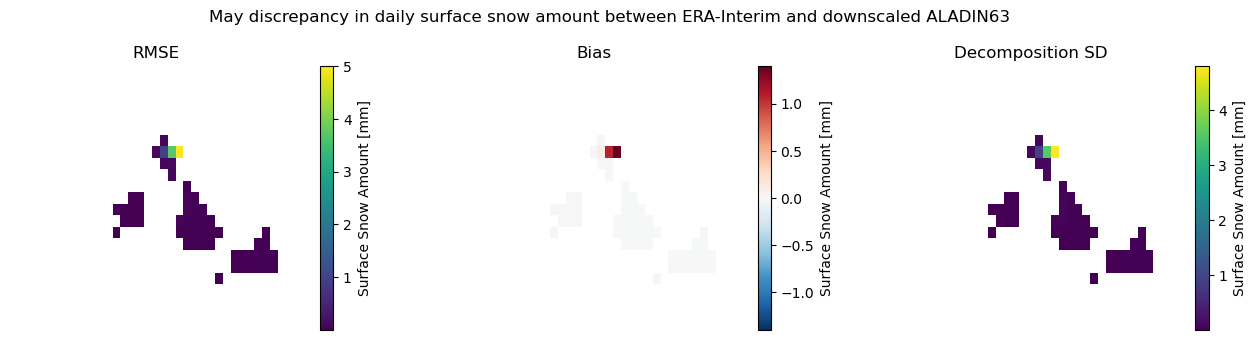 May discrepancy in daily surface snow amount between ERA-Interim and downscaled ALADIN63
RMSE
5
4
3
2
1
Surface Snow Amount [mm]
Bias
1.0
0.5
0.0
−0.5
−1.0
Surface Snow Amount [mm]
Decomposition SD
4
3
2
1
Surface Snow Amount [mm]